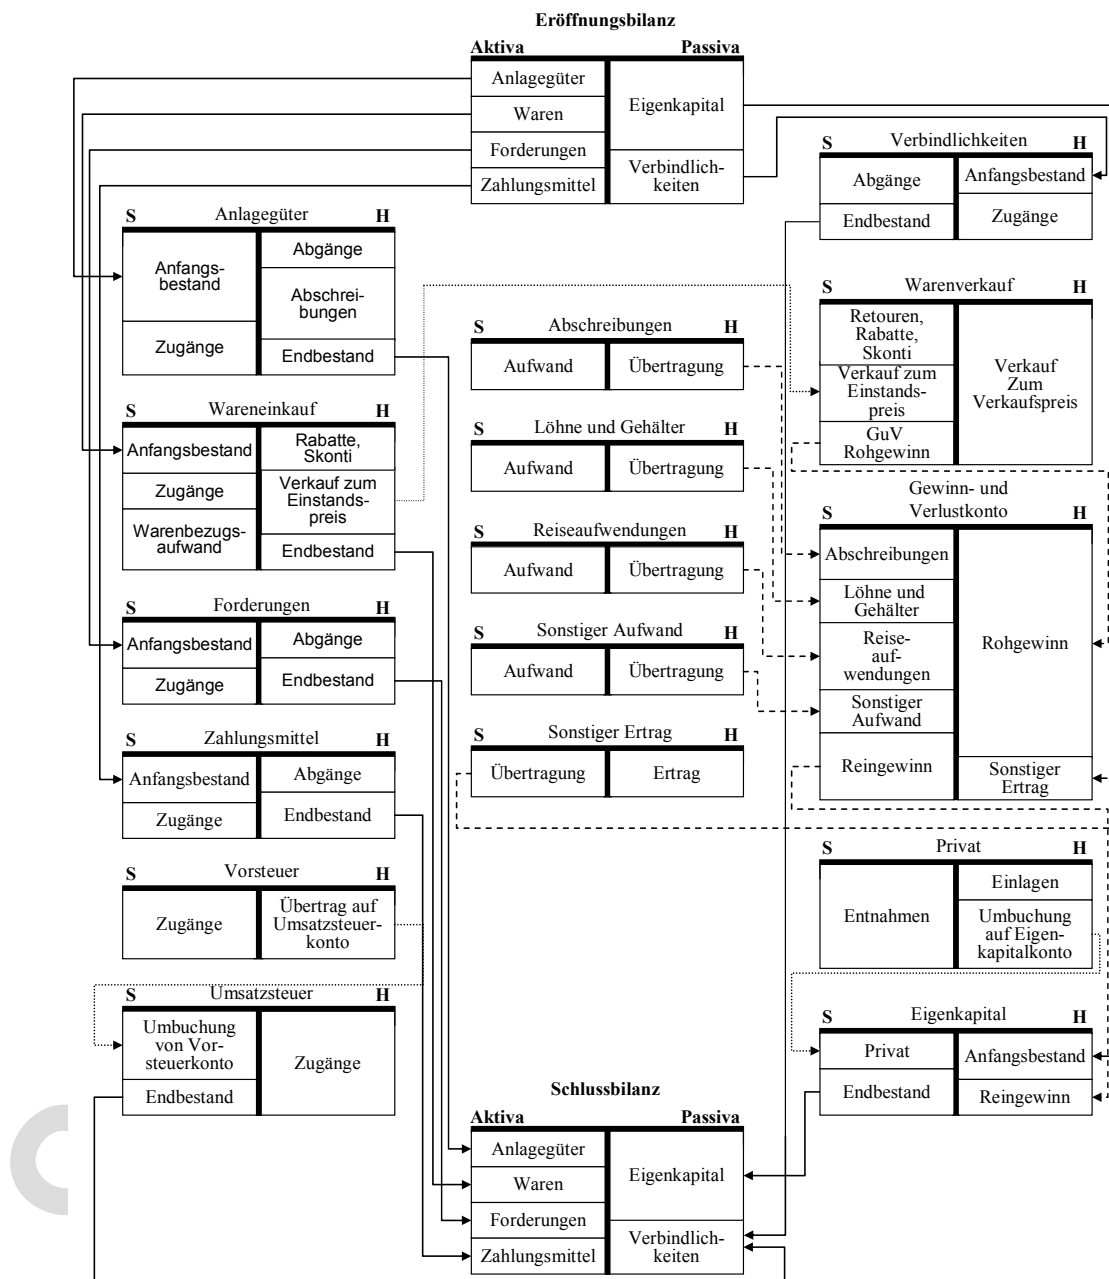 Eröffnungsbilanz
Aktiva Passiva
Anlagegüter
Waren
Forderungen
Zahlungsmittel
Eigenkapital
Verbindlich-
keiten
S Verbindlichkeiten H
Abgänge
Endbestand
Anfangsbestand
Zugänge
S Anlagegüter H
Anfangs-
bestand
Zugänge
Abgänge
Abschrei-
bungen
Endbestand
S Warenverkauf H
Retouren,
Rabatte,
Skonti
Verkauf zum
Einstands-
preis
GuV
Rohgewinn
Verkauf
Zum
Verkaufspreis
S Abschreibungen H
Aufwand Übertragung
S Wareneinkauf H
Anfangsbestand
Zugänge
Warenbezugs-
aufwand
Rabatte,
Skonti
Verkauf zum
Einstands-
preis
Endbestand
S Löhne und Gehälter H
Aufwand Übertragung
Gewinn- und
S Verlustkonto H
Abschreibungen
Löhne und
Gehälter
Reise-
auf-
wendungen
Sonstiger
Aufwand
Reingewinn
Rohgewinn
Sonstiger
Ertrag
S Reiseaufwendungen H
Aufwand Übertragung
S Forderungen H
Anfangsbestand
Zugänge
Abgänge
Endbestand
S Sonstiger Aufwand H
Aufwand Übertragung
S Zahlungsmittel H
Anfangsbestand
Zugänge
Abgänge
Endbestand
S Sonstiger Ertrag H
Übertragung Ertrag
S Vorsteuer H
Zugänge
Übertrag auf
Umsatzsteuer-
konto
S Privat H
Entnahmen
Einlagen
Umbuchung
auf Eigen-
kapitalkonto
S Umsatzsteuer H
Umbuchung
von Vor-
steuerkonto
Endbestand
Zugänge
S Eigenkapital H
Privat
Endbestand
Anfangsbestand
Reingewinn
Schlussbilanz
Aktiva Passiva
Anlagegüter
Waren
Forderungen
Zahlungsmittel
Eigenkapital
Verbindlich-
keiten